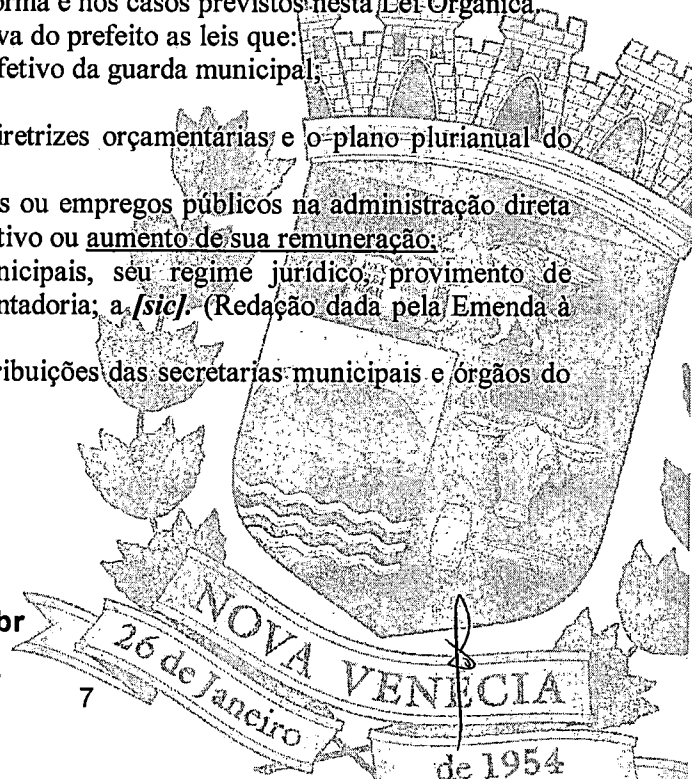 orma e nos casos previstos nesta Lei Orgânica.
va do prefeito as leis que:
fetivo da guarda municipal;
iretrizes orçamentárias e o plano plurianual do
s ou empregos públicos na administração direta
tivo ou aumento de sua remuneração;
nicipais, seu regime jurídico, provimento de
ntadoria; a [sic]. (Redação dada pela Emenda à
ribuições das secretarias municipais e órgãos do
br
7
NOVA VENÉCIA
26 de Janeiro
de 1954